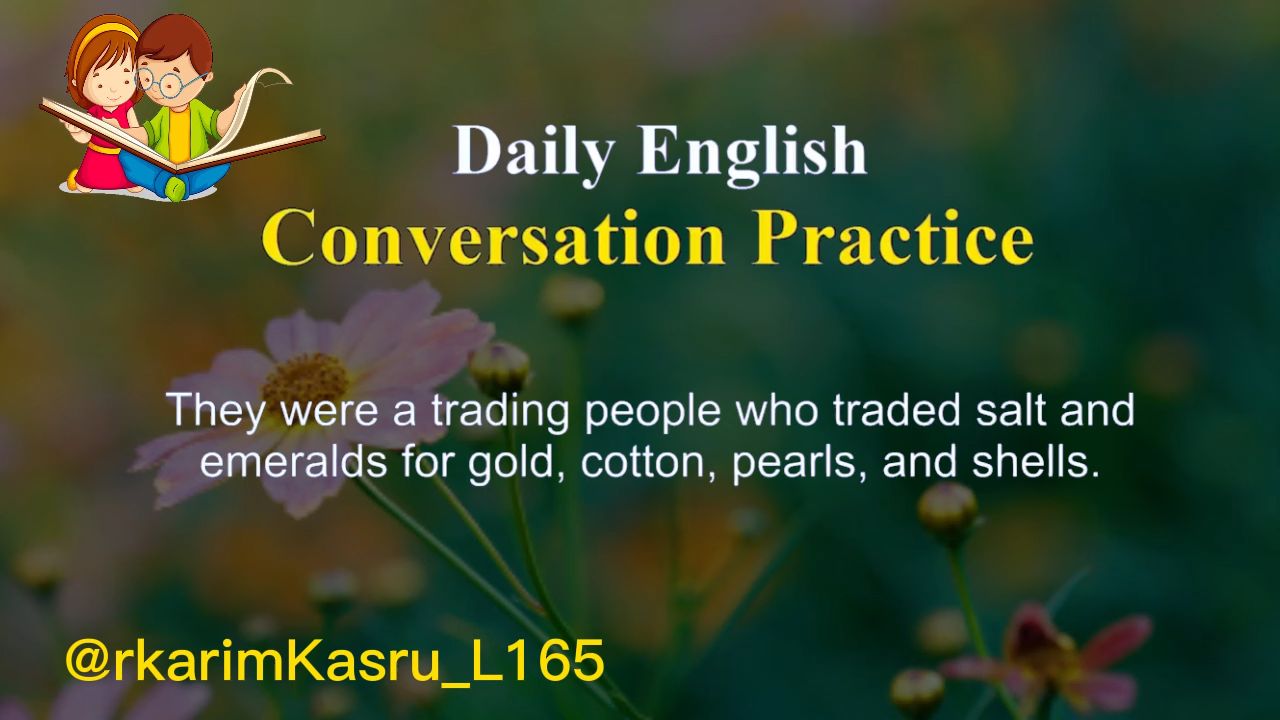 Daily English
Conversation Practice
They were a trading people who traded salt and
emeralds for gold, cotton, pearls, and shells.
@rkarimKasru_L165